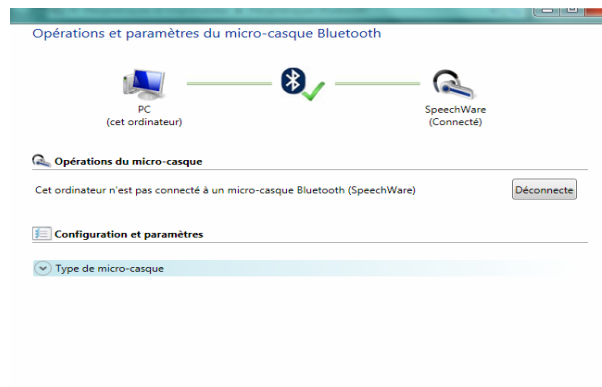 Opérations et paramètres du micro-casque Bluetooth
PC
(cet ordinateur)
SpeechWare
(Connecté)
Opérations du micro-casque
Cet ordinateur n'est pas connecté à un micro-casque Bluetooth (SpeechWare)
Déconnecte
Configuration et paramètres
Type de micro-casque